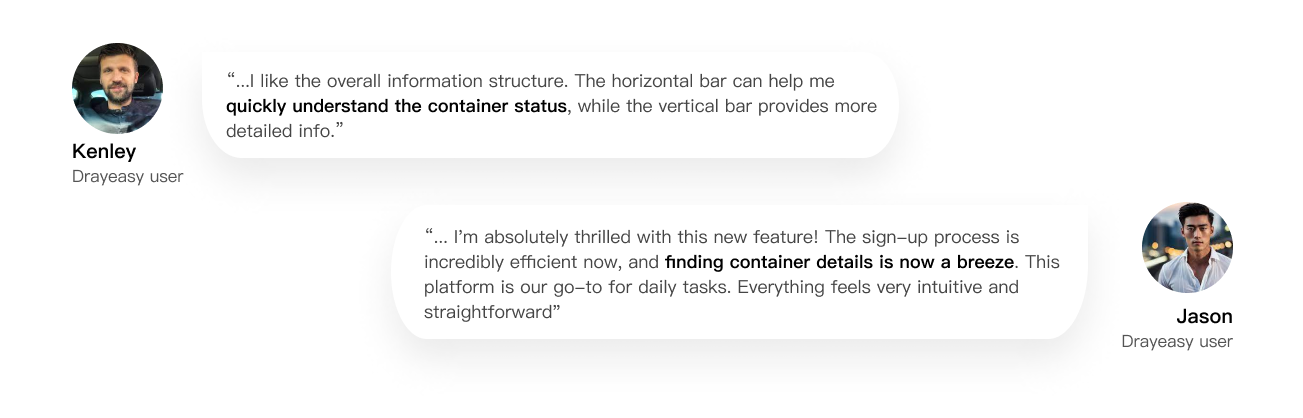 “...I like the overall information structure. The horizontal bar can help me
quickly understand the container status, while the vertical bar provides more
detailed info.”
Kenley
Drayeasy user
“... I’m absolutely thrilled with this new feature! The sign-up process is
incredibly efficient now, and finding container details is now a breeze. This
platform is our go-to for daily tasks. Everything feels very intuitive and
straightforward”
Jason
Drayeasy user